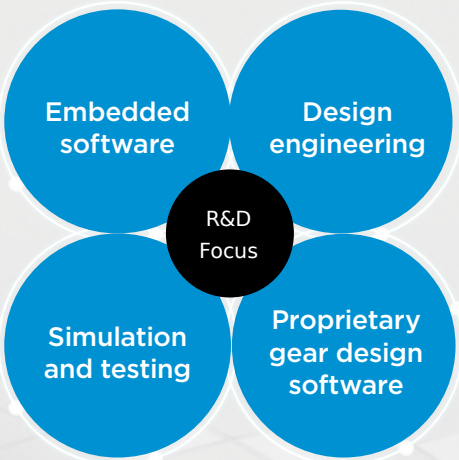 Embedded
software
Design
engineering
R&D
Focus
Simulation
and testing
Proprietary
gear design
software